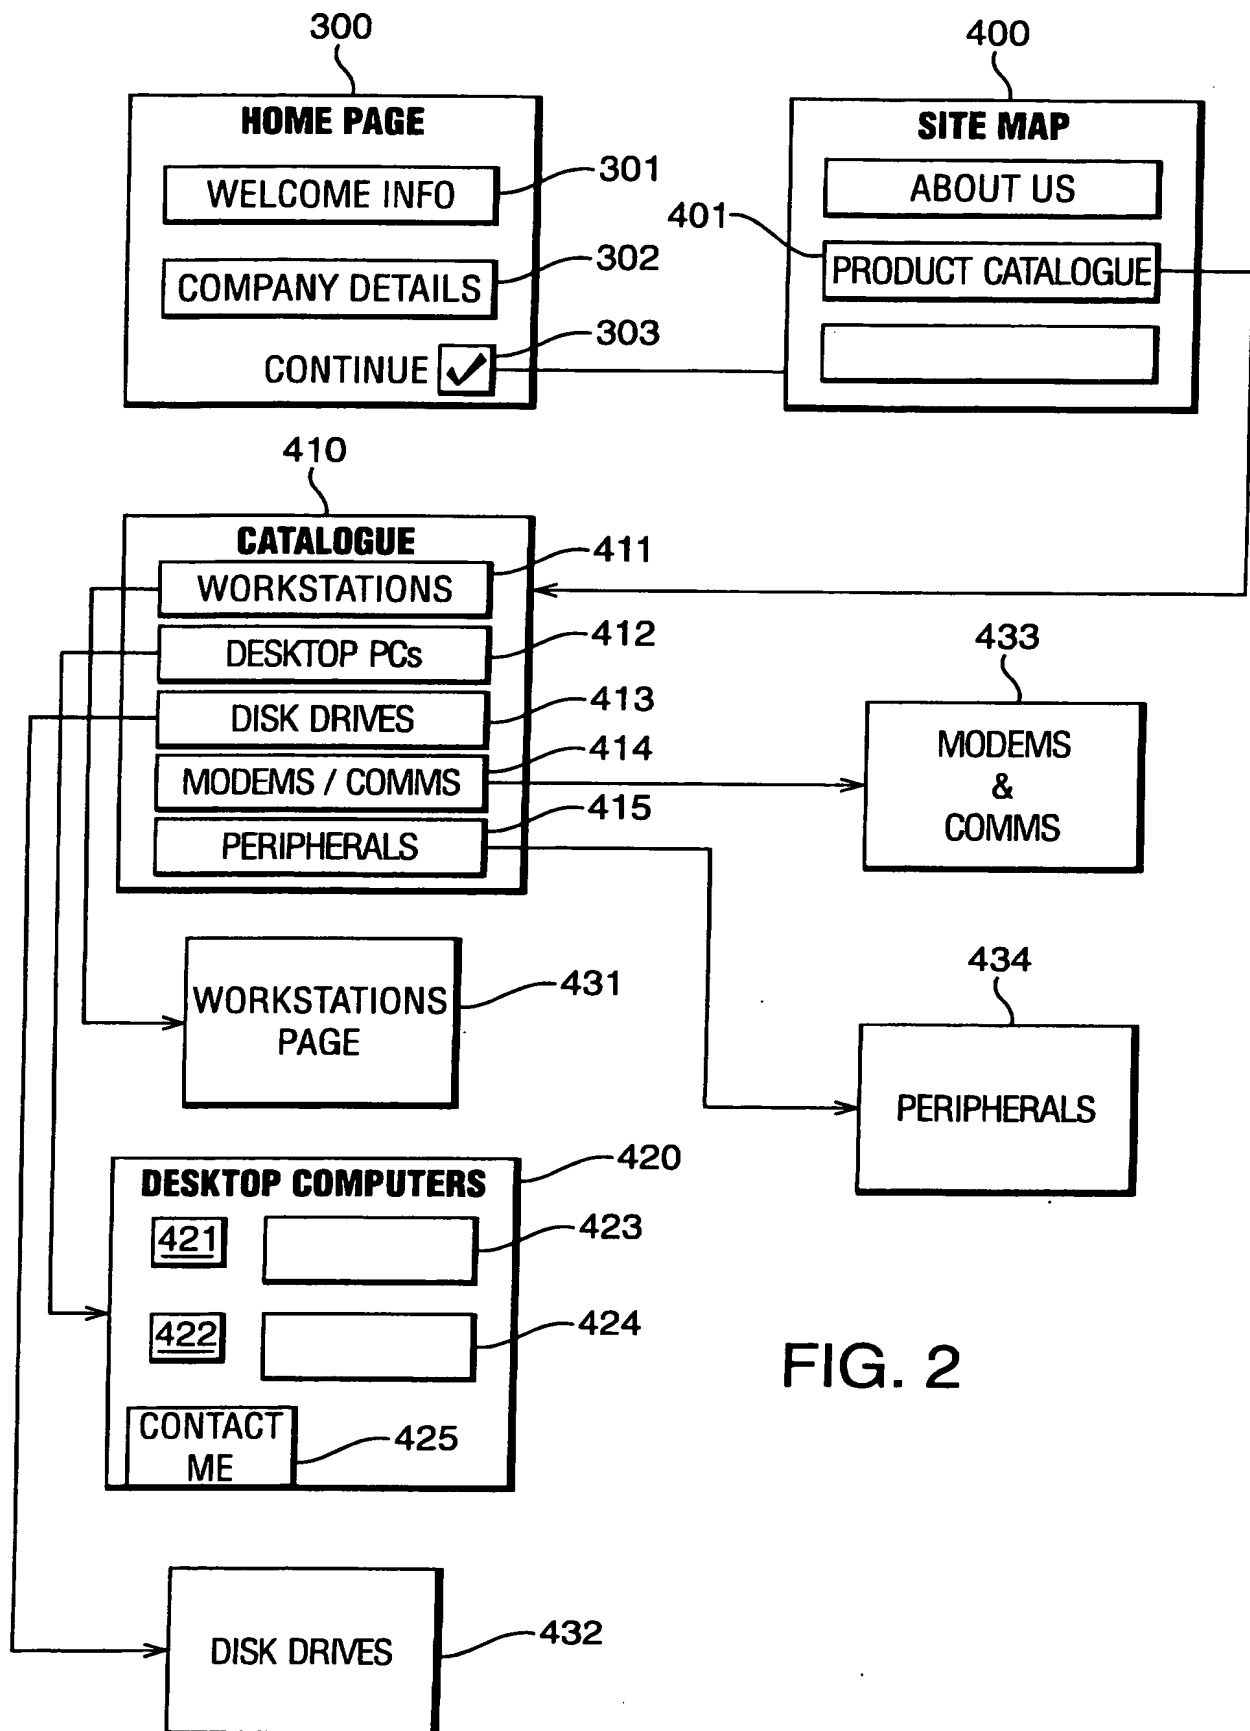 300
HOME PAGE
WELCOME INFO
301
COMPANY DETAILS
302
CONTINUE
303
400
SITE MAP
ABOUT US
401
PRODUCT CATALOGUE
410
CATALOGUE
WORKSTATIONS
411
DESKTOP PCs
412
DISK DRIVES
413
MODEMS / COMMS
414
PERIPHERALS
415
433
MODEMS
&
COMMS
WORKSTATIONS
PAGE
431
434
PERIPHERALS
420
DESKTOP COMPUTERS
421
423
422
424
CONTACT
ME
425
FIG. 2
DISK DRIVES
432